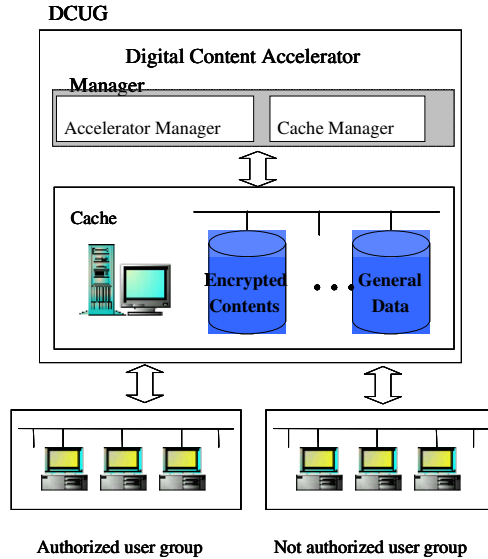 DCUG
Digital Content Accelerator
Manager
Accelerator Manager
Cache Manager
Cache
Encrypted
Contents
General
Data
Authorized user group
Not authorized user group